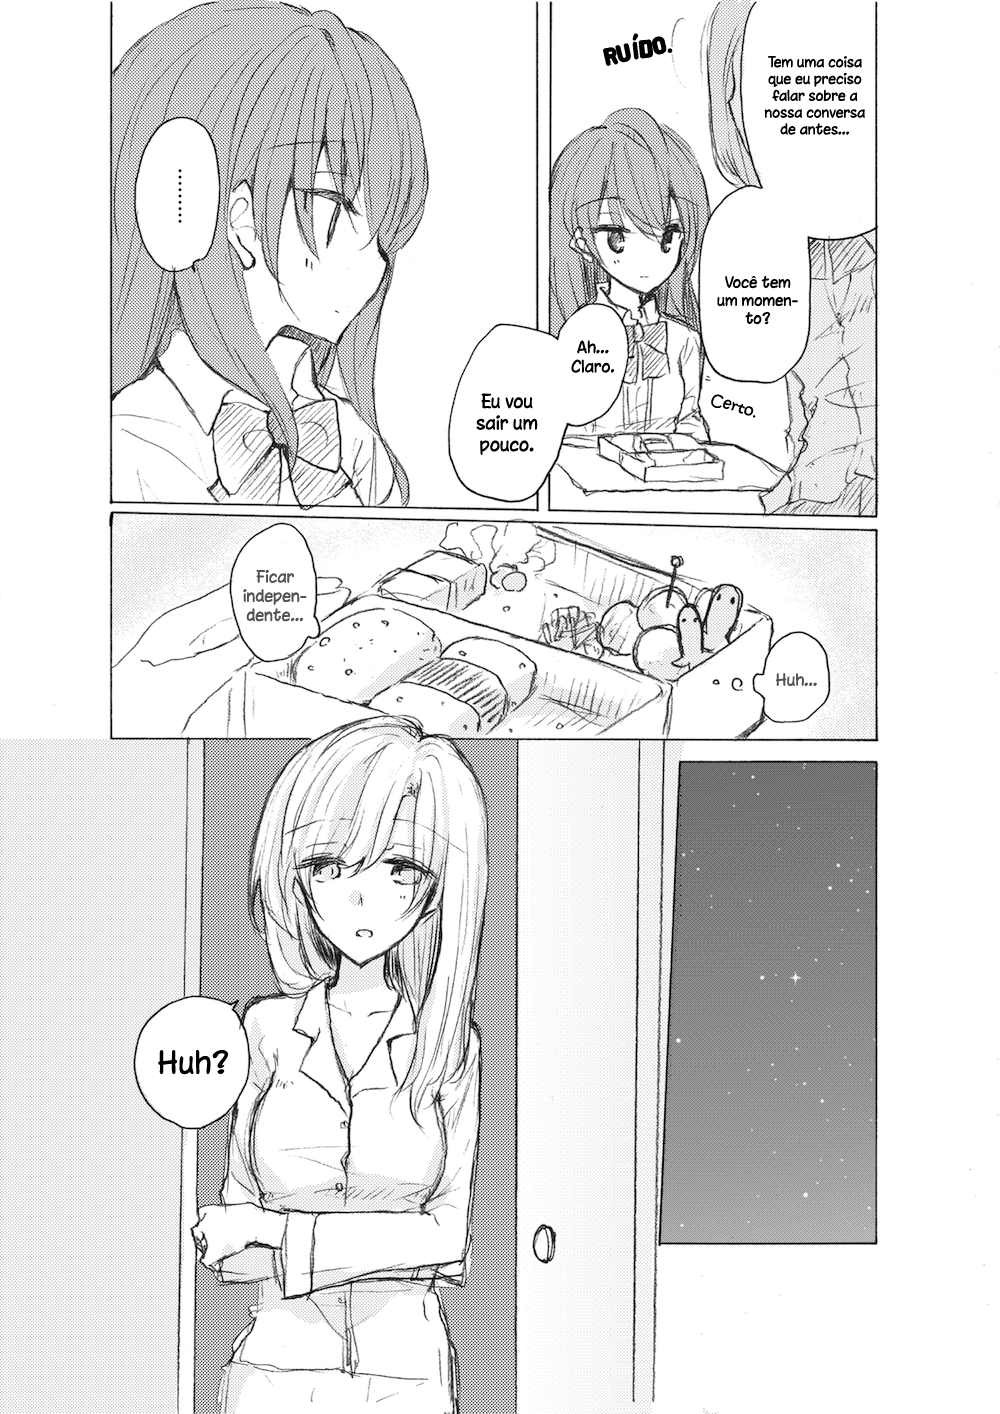 Tem uma coisa
que eu preciso
falar sobre a
nossa conversa
de antes...
RUÍDO.
Você tem
um momen-
to?
Ah...
Claro.
Certo.
Eu vou
sair um
pouco.
.........
Ficar
indepen-
dente...
Huh...
Huh?